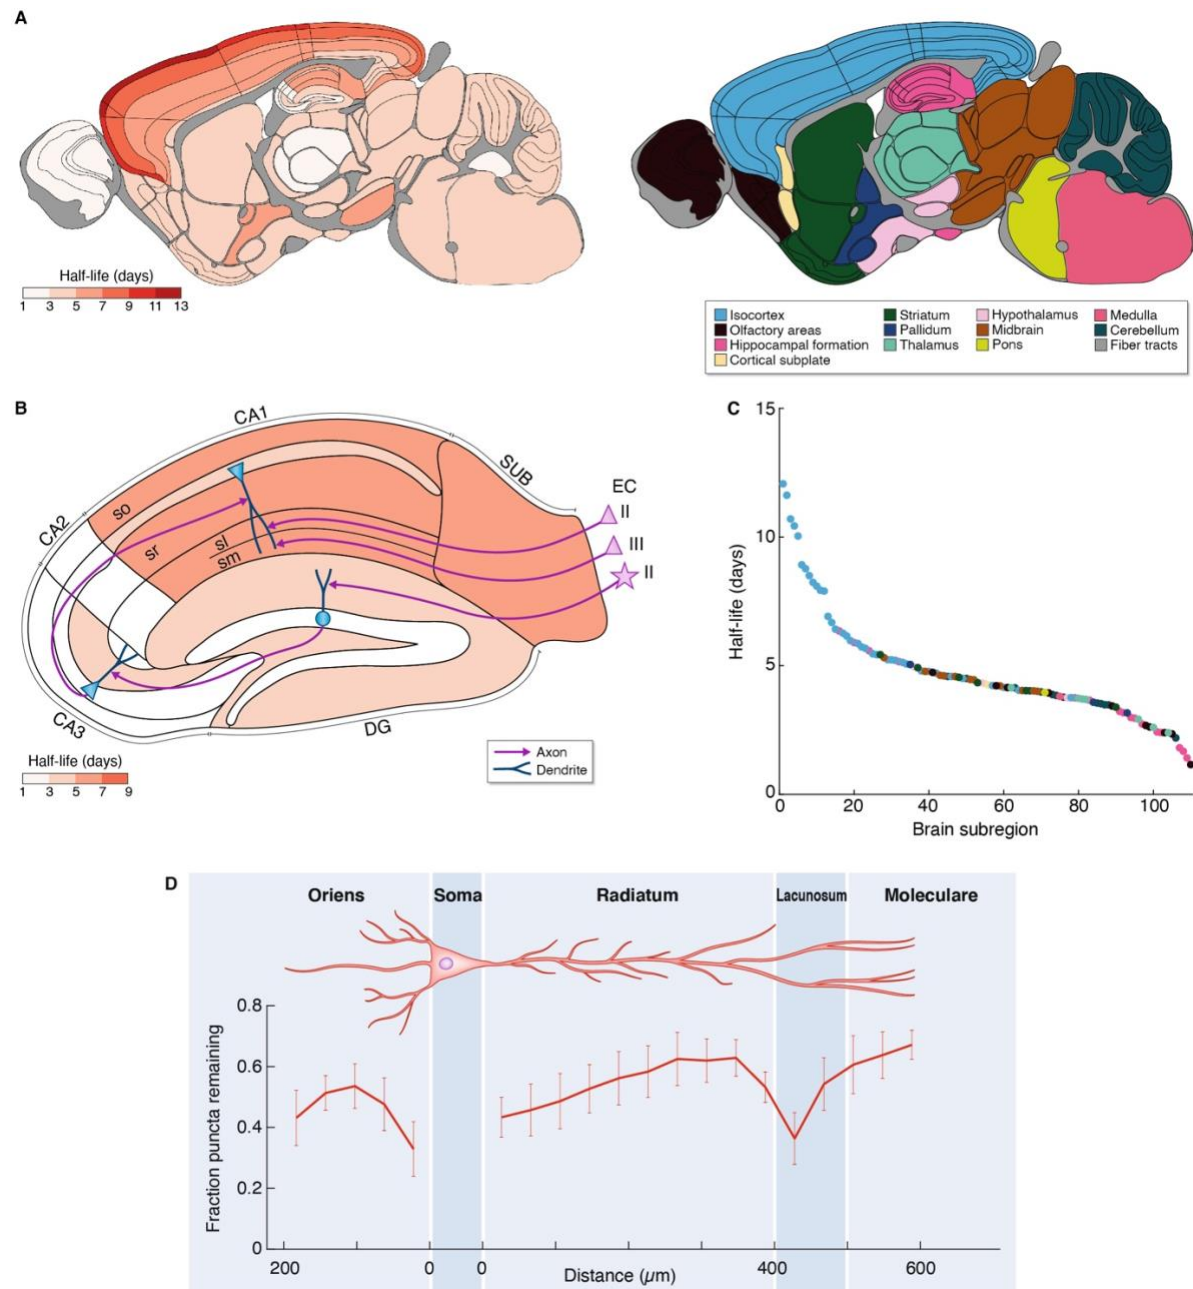 A
Half-life (days)
1 3 5 7 9 11 13
Isocortex
Olfactory areas
Hippocampal formation
Cortical subplate
Striatum
Pallidum
Thalamus
Hypothalamus
Midbrain
Pons
Medulla
Cerebellum
Fiber tracts
B
CA1
CA2
CA3
SUB
DG
EC
II
III
II
so
sr
sl
sm
Half-life (days)
1 3 5 7 9
Axon
Dendrite
C
Half-life (days)
15
10
5
0
0 20 40 60 80 100
Brain subregion
D
Oriens Soma Radiatum Lacunosum Moleculare
Fraction puncta remaining
0.8
0.6
0.4
0.2
0
200 0 0 400 600
Distance (µm)